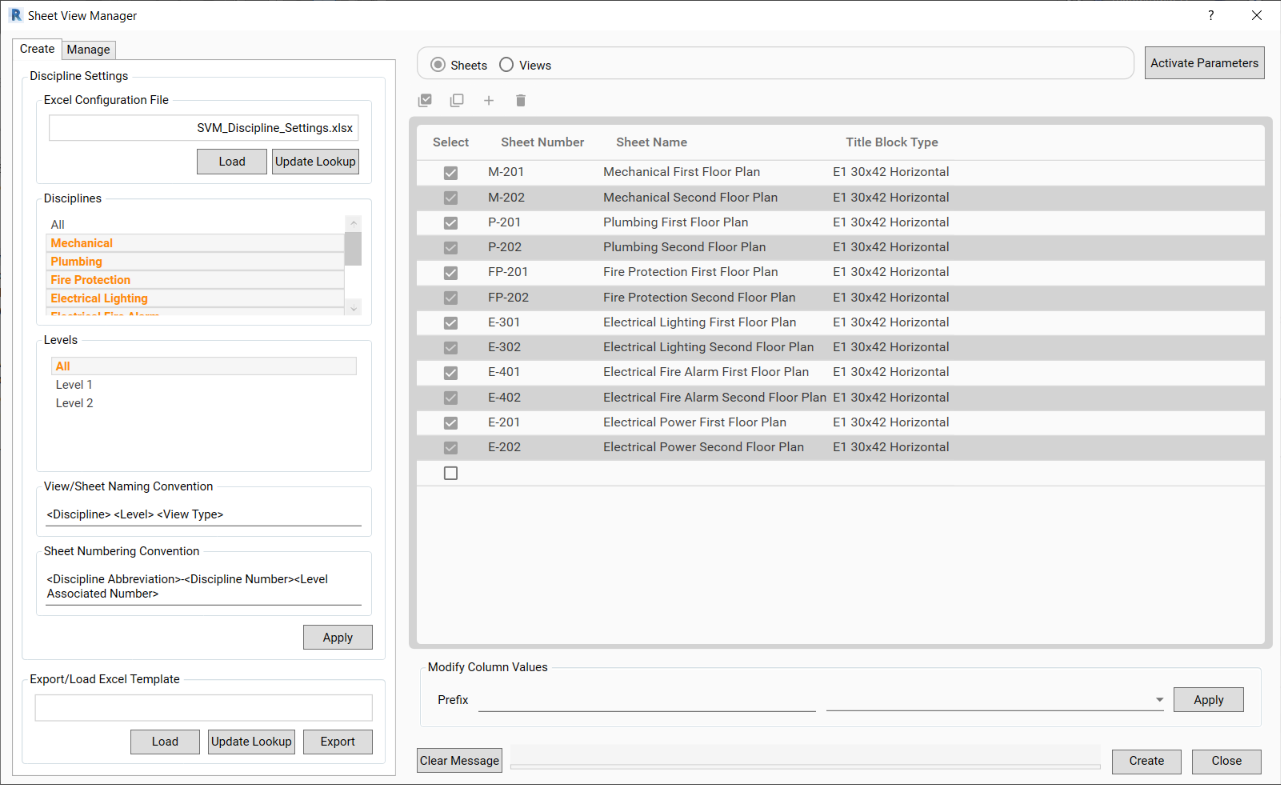 R Sheet View Manager ?
Create Manage
Discipline Settings
Excel Configuration File
SVM_Discipline_Settings.xlsx
Load Update Lookup
Disciplines
All
Mechanical
Plumbing
Fire Protection
Electrical Lighting
Electrical Fire Alarm
Levels
All
Level 1
Level 2
View/Sheet Naming Convention
<Discipline> <Level> <View Type>
Sheet Numbering Convention
<Discipline Abbreviation>-<Discipline Number><Level
Associated Number>
Apply
Export/Load Excel Template
Load Update Lookup Export
Sheets Views Activate Parameters
Select Sheet Number Sheet Name Title Block Type
M-201 Mechanical First Floor Plan E1 30x42 Horizontal
M-202 Mechanical Second Floor Plan E1 30x42 Horizontal
P-201 Plumbing First Floor Plan E1 30x42 Horizontal
P-202 Plumbing Second Floor Plan E1 30x42 Horizontal
FP-201 Fire Protection First Floor Plan E1 30x42 Horizontal
FP-202 Fire Protection Second Floor Plan E1 30x42 Horizontal
E-301 Electrical Lighting First Floor Plan E1 30x42 Horizontal
E-302 Electrical Lighting Second Floor Plan E1 30x42 Horizontal
E-401 Electrical Fire Alarm First Floor Plan E1 30x42 Horizontal
E-402 Electrical Fire Alarm Second Floor Plan E1 30x42 Horizontal
E-201 Electrical Power First Floor Plan E1 30x42 Horizontal
E-202 Electrical Power Second Floor Plan E1 30x42 Horizontal
Modify Column Values
Prefix Apply
Clear Message Create Close